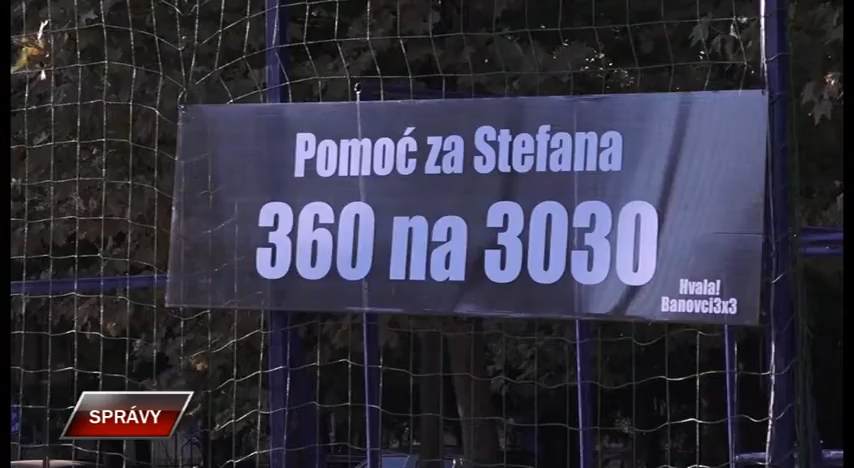 Pomoć za Stefana
360 na 3030
Hvala!
Banovci3x3
SPRÁVY